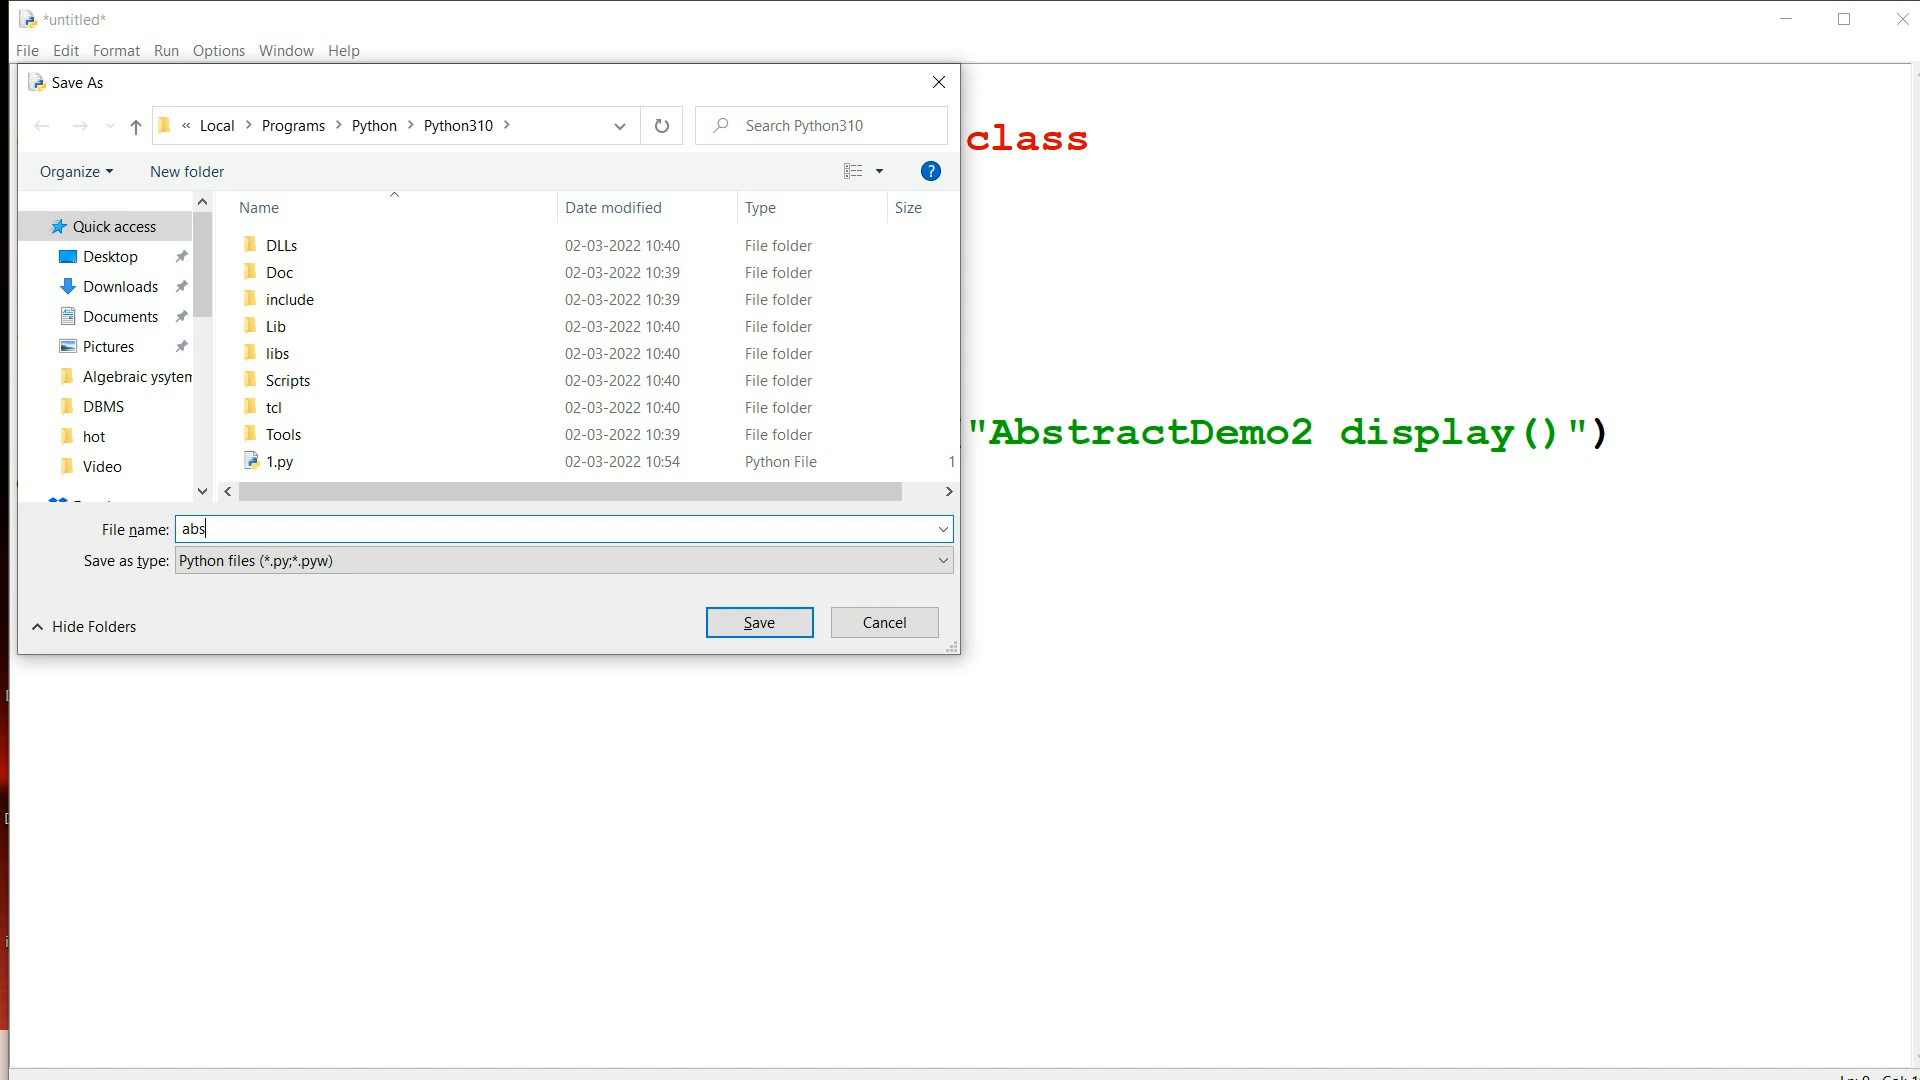 *untitled*
File Edit Format Run Options Window Help
Save As
« Local > Programs > Python > Python310 >
Search Python310
class
Organize New folder
?
Name Date modified Type Size
Quick access
Desktop
Downloads
Documents
Pictures
Algebraic ysytem
DBMS
hot
Video
DLLs 02-03-2022 10:40 File folder
Doc 02-03-2022 10:39 File folder
include 02-03-2022 10:39 File folder
Lib 02-03-2022 10:40 File folder
libs 02-03-2022 10:40 File folder
Scripts 02-03-2022 10:40 File folder
tcl 02-03-2022 10:40 File folder
Tools 02-03-2022 10:39 File folder
1.py 02-03-2022 10:54 Python File 1
"AbstractDemo2 display()")
File name: abs
Save as type: Python files (*.py;*.pyw)
Hide Folders
Save Cancel